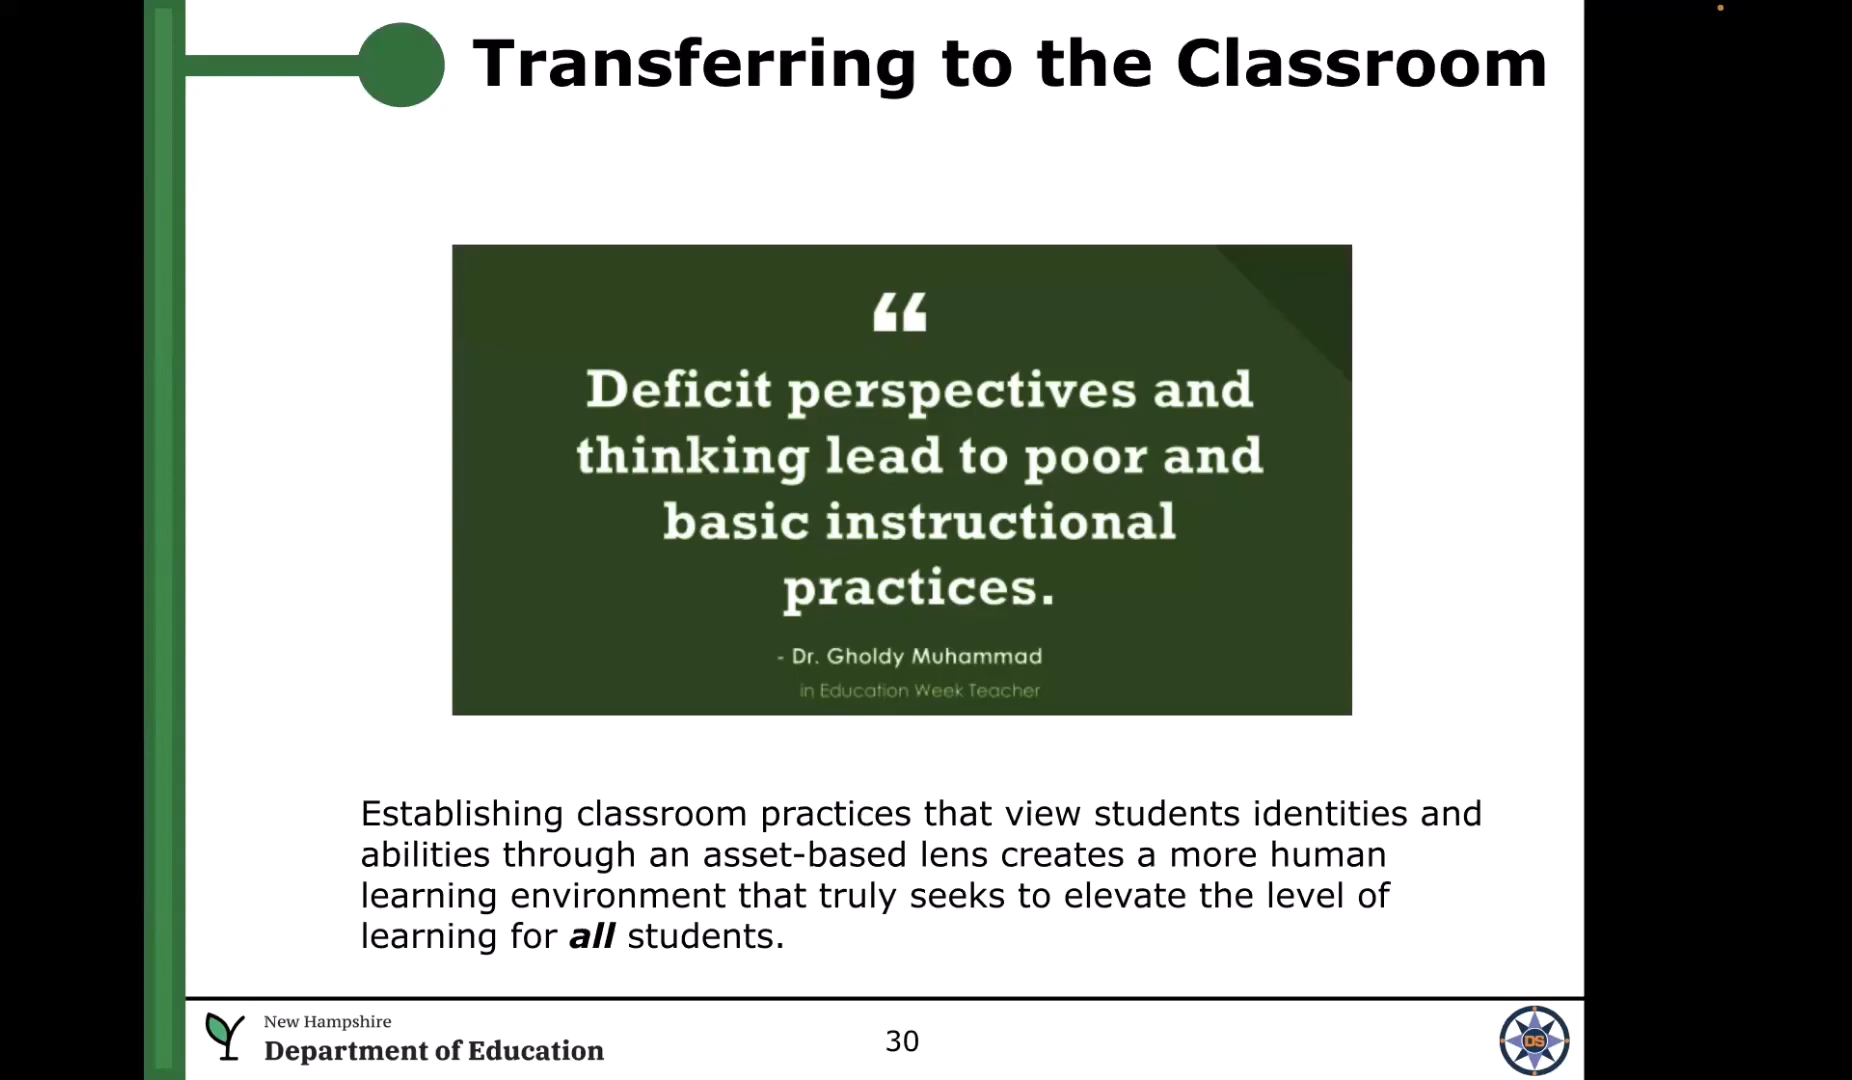 Transferring to the Classroom
“
Deficit perspectives and
thinking lead to poor and
basic instructional
practices.
- Dr. Gholdy Muhammad
in Education Week Teacher
Establishing classroom practices that view students identities and
abilities through an asset-based lens creates a more human
learning environment that truly seeks to elevate the level of
learning for all students.
New Hampshire
Department of Education
30
DS